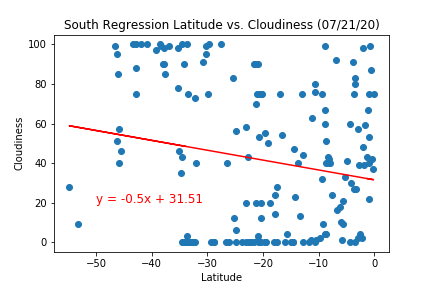 South Regression Latitude vs. Cloudiness (07/21/20)
100
80
60
40
20
0
Cloudiness
y = -0.5x + 31.51
−50 −40 −30 −20 −10 0
Latitude